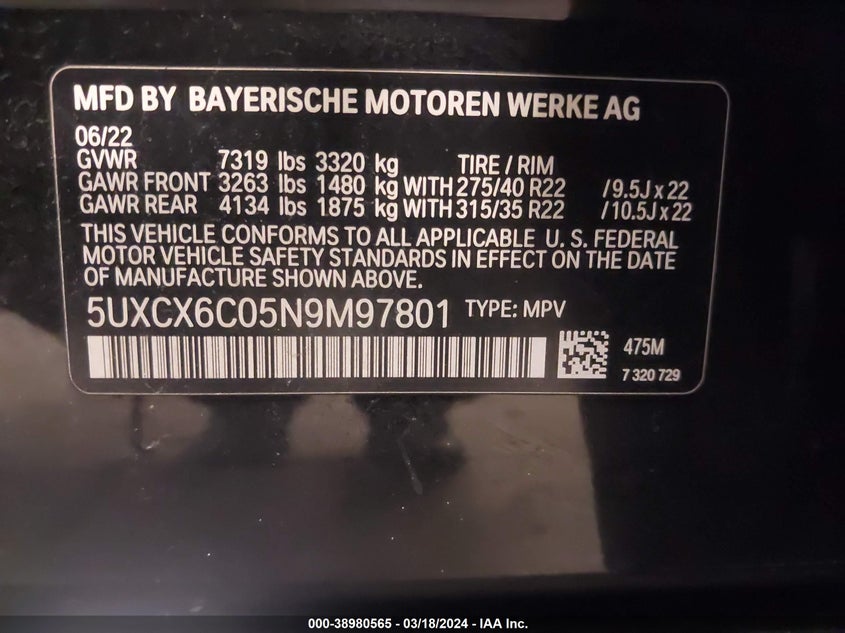 MFD BY BAYERISCHE MOTOREN WERKE AG
06/22
GVWR 7319 lbs 3320 kg TIRE / RIM
GAWR FRONT 3263 lbs 1480 kg WITH 275/40 R22 /9.5J x 22
GAWR REAR 4134 lbs 1875 kg WITH 315/35 R22 /10.5J x 22
THIS VEHICLE CONFORMS TO ALL APPLICABLE U. S. FEDERAL
MOTOR VEHICLE SAFETY STANDARDS IN EFFECT ON THE DATE
OF MANUFACTURE SHOWN ABOVE.
5UXCX6C05N9M97801 TYPE: MPV
475M
7 320 729
000-38980565 - 03/18/2024 - IAA Inc.